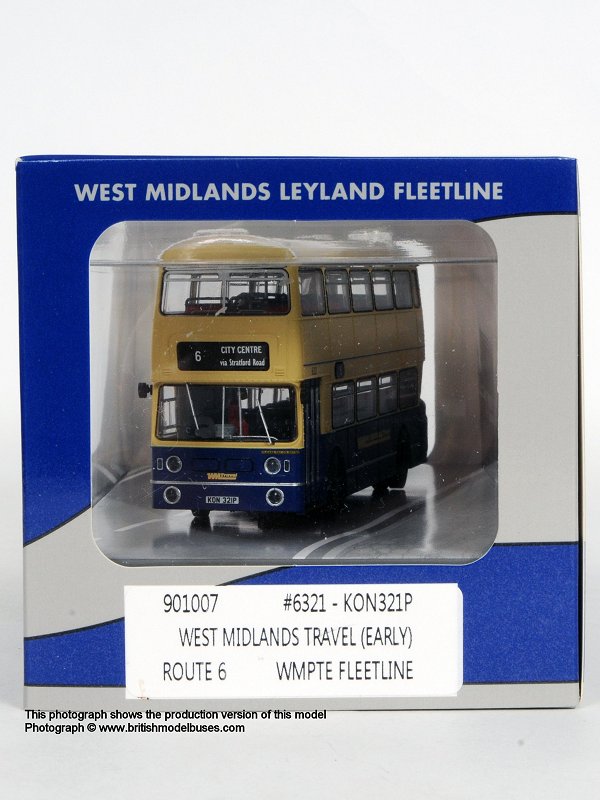 WEST MIDLANDS LEYLAND FLEETLINE
6 CITY CENTRE
via Stratford Road
KON 321P
901007 #6321 - KON321P
WEST MIDLANDS TRAVEL (EARLY)
ROUTE 6 WMPTE FLEETLINE
This photograph shows the production version of this model
Photograph © www.britishmodelbuses.com